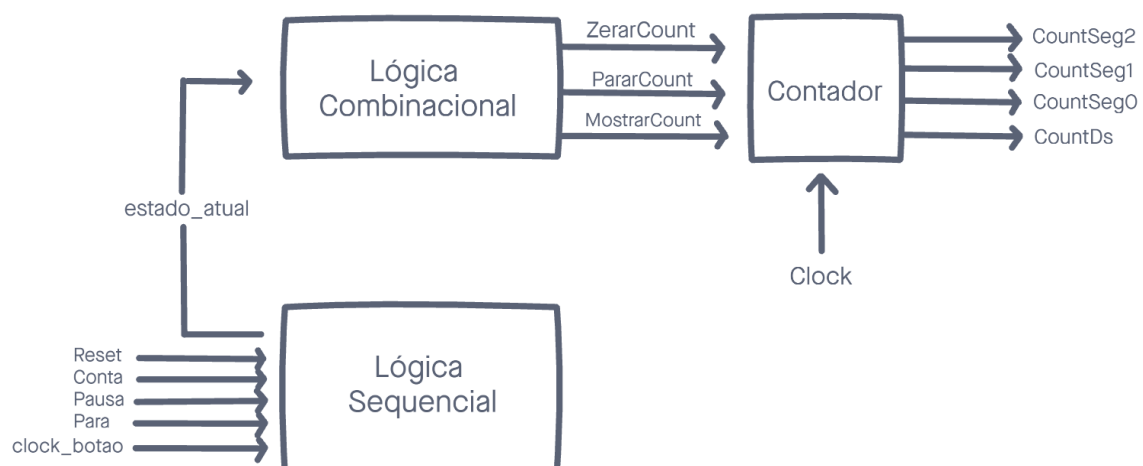 Lógica
Combinacional
ZerarCount
PararCount
MostrarCount
Contador
CountSeg2
CountSeg1
CountSeg0
CountDs
estado_atual
Clock
Reset
Conta
Pausa
Para
clock_botao
Lógica
Sequencial